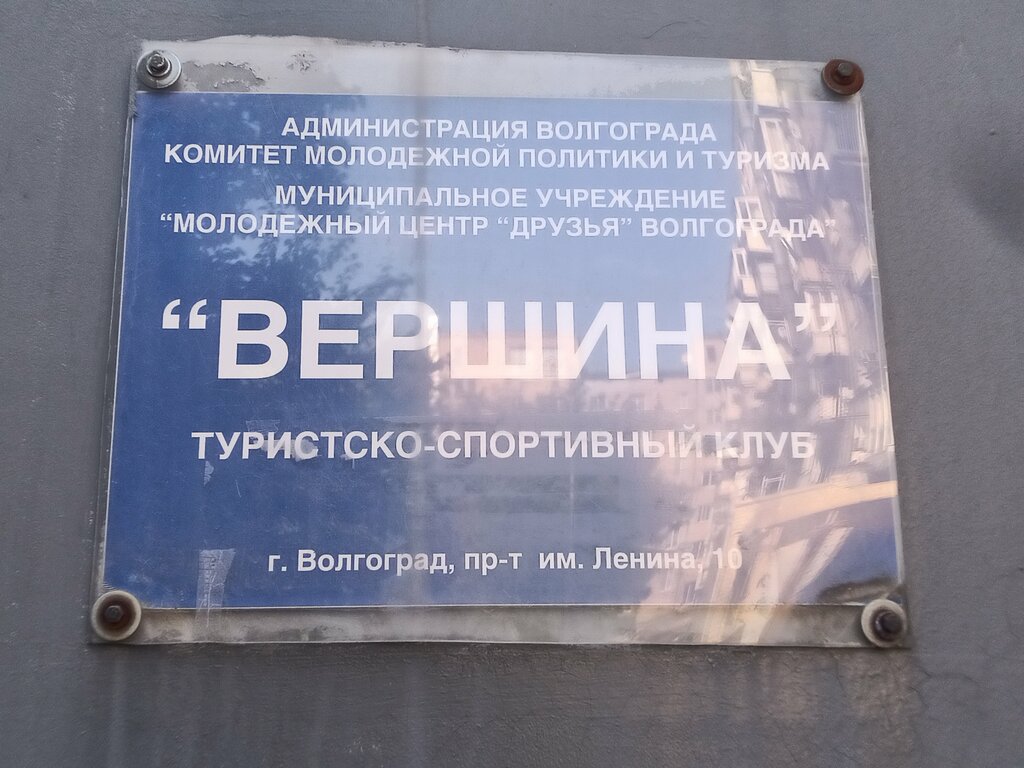 АДМИНИСТРАЦИЯ ВОЛГОГРАДА
КОМИТЕТ МОЛОДЕЖНОЙ ПОЛИТИКИ И ТУРИЗМА
МУНИЦИПАЛЬНОЕ УЧРЕЖДЕНИЕ
“МОЛОДЕЖНЫЙ ЦЕНТР “ДРУЗЬЯ” ВОЛГОГРАДА”
“ВЕРШИНА”
ТУРИСТСКО-СПОРТИВНЫЙ КЛУБ
г. Волгоград, пр-т им. Ленина, 10